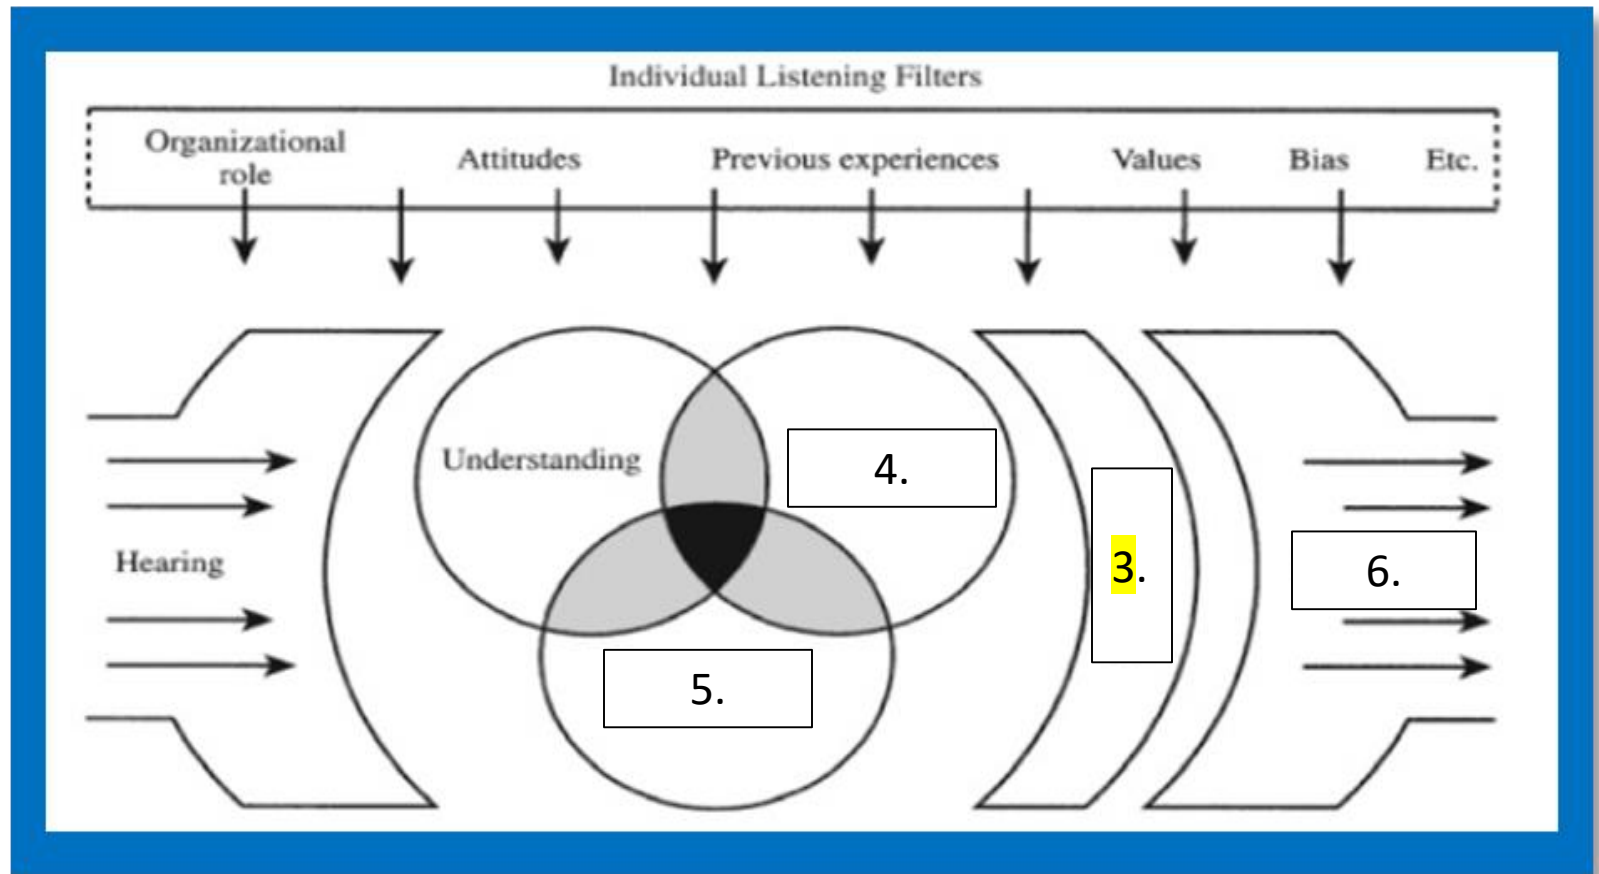 Individual Listening Filters
Organizational
role
Attitudes
Previous experiences
Values
Bias
Etc.
Understanding
4.
3.
Hearing
6.
5.